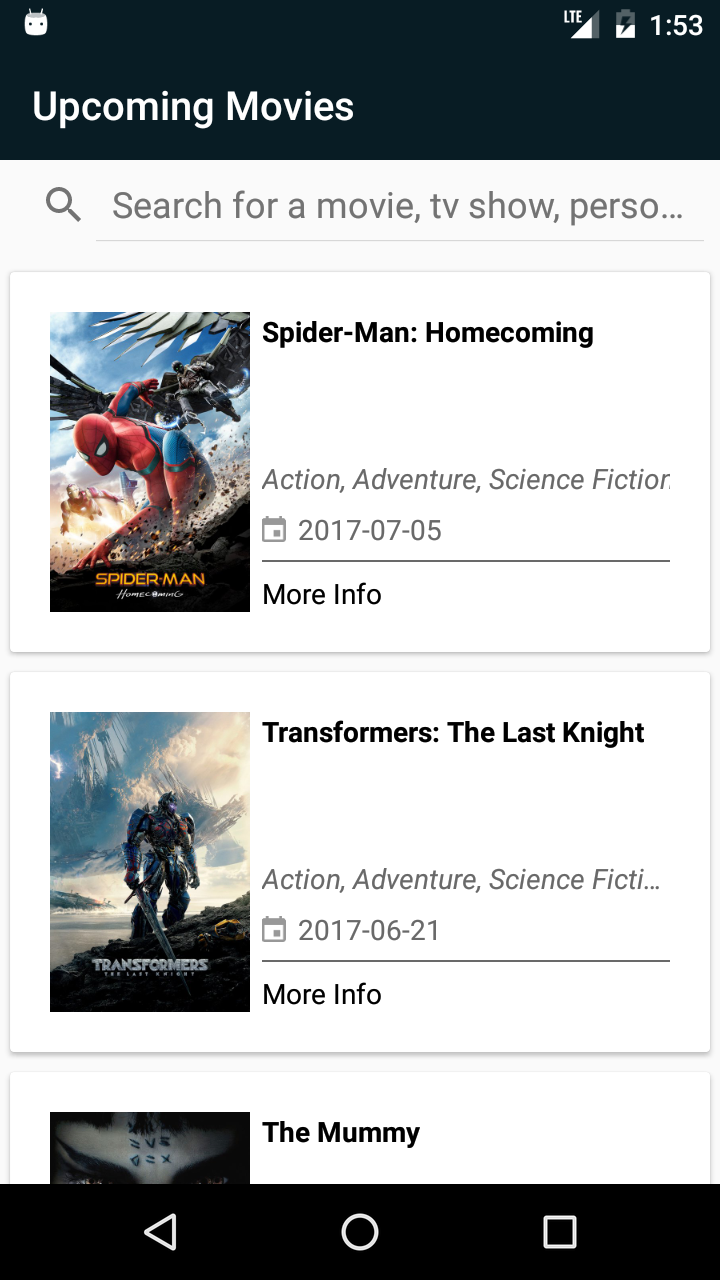 LTE 1:53
Upcoming Movies
Search for a movie, tv show, perso…
Spider-Man: Homecoming
Action, Adventure, Science Fiction
2017-07-05
More Info
SPIDER-MAN
HOMECOMING
Transformers: The Last Knight
Action, Adventure, Science Ficti…
2017-06-21
More Info
TRANSFORMERS
THE LAST KNIGHT
The Mummy